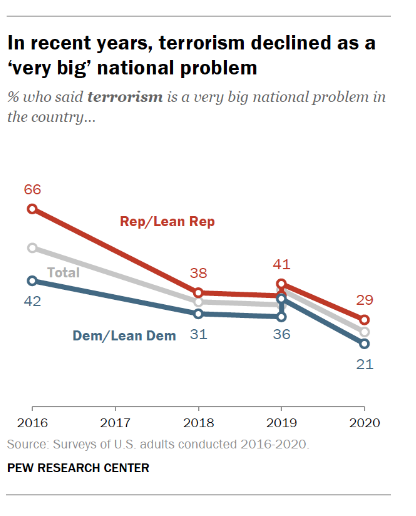 In recent years, terrorism declined as a
‘very big’ national problem
% who said terrorism is a very big national problem in
the country...
66
Rep/Lean Rep
41
38
Total
29
42
Dem/Lean Dem
31
36
21
2016 2017 2018 2019 2020
Source: Surveys of U.S. adults conducted 2016-2020.
PEW RESEARCH CENTER